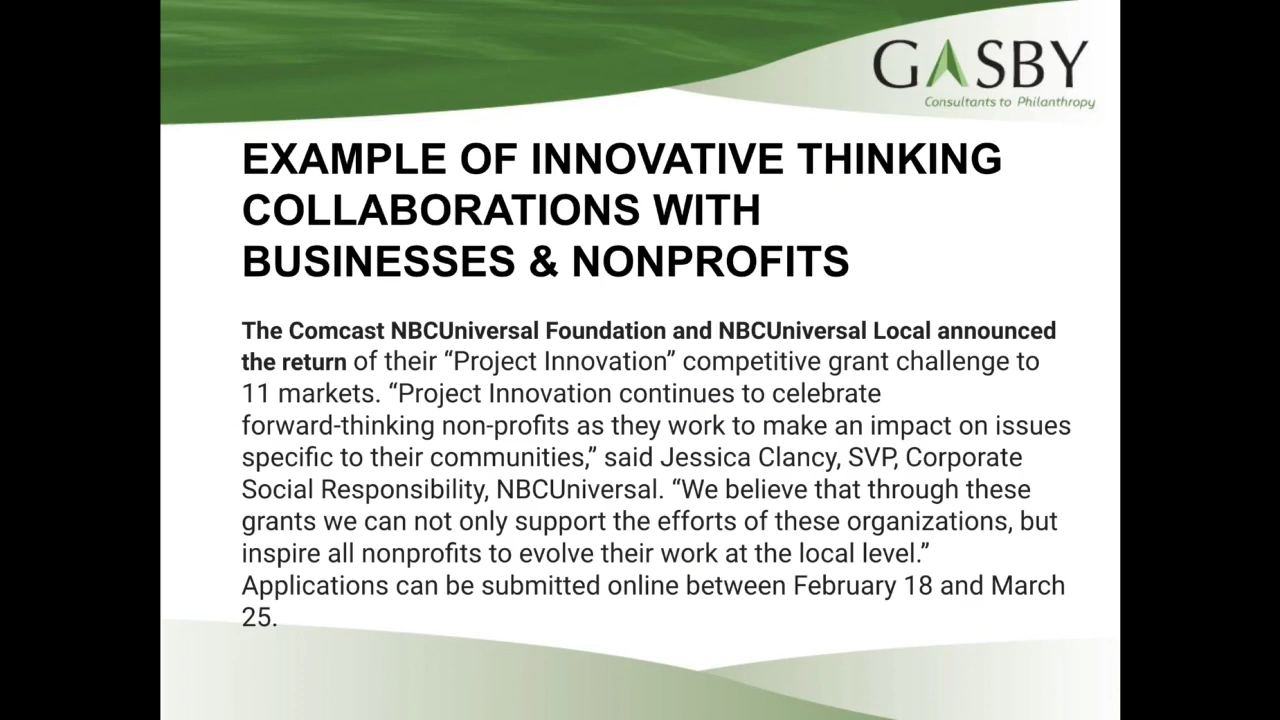 GASBY
Consultants to Philanthropy
EXAMPLE OF INNOVATIVE THINKING
COLLABORATIONS WITH
BUSINESSES & NONPROFITS
The Comcast NBCUniversal Foundation and NBCUniversal Local announced
the return of their “Project Innovation” competitive grant challenge to
11 markets. “Project Innovation continues to celebrate
forward-thinking non-profits as they work to make an impact on issues
specific to their communities,” said Jessica Clancy, SVP, Corporate
Social Responsibility, NBCUniversal. “We believe that through these
grants we can not only support the efforts of these organizations, but
inspire all nonprofits to evolve their work at the local level.”
Applications can be submitted online between February 18 and March
25.